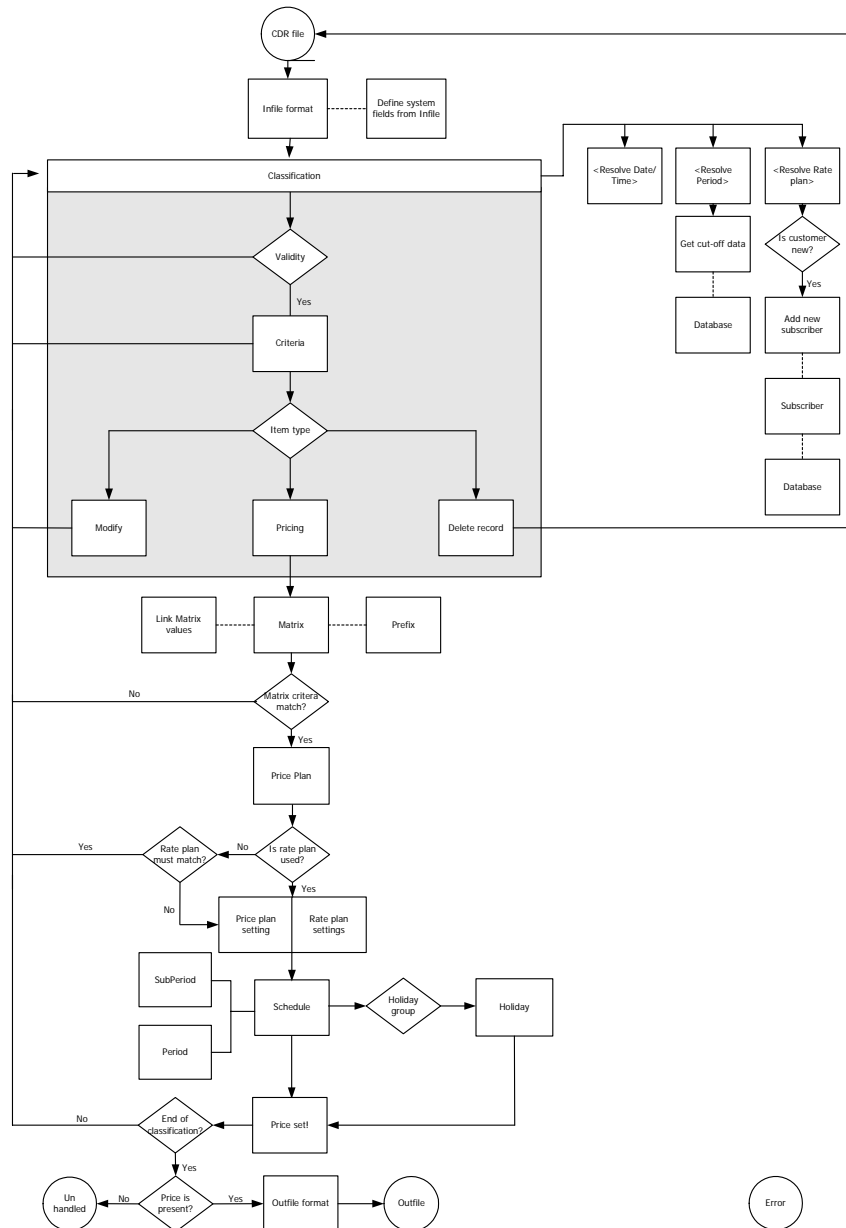 CDR file
Infile format
Define system
fields from Infile
Classification
<Resolve Date/
Time>
<Resolve
Period>
<Resolve Rate
plan>
Validity
Get cut-off data
Is customer
new?
Yes
Yes
Criteria
Database
Add new
subscriber
Item type
Subscriber
Database
Modify
Pricing
Delete record
Link Matrix
values
Matrix
Prefix
No
Matrix critera
match?
Yes
Price Plan
Yes
Rate plan
must match?
No
Is rate plan
used?
Yes
No
Price plan
setting
Rate plan
settings
SubPeriod
Schedule
Holiday
group
Holiday
Period
No
End of
classification?
Price set!
Yes
Un
handled
No
Price is
present?
Yes
Outfile format
Outfile
Error